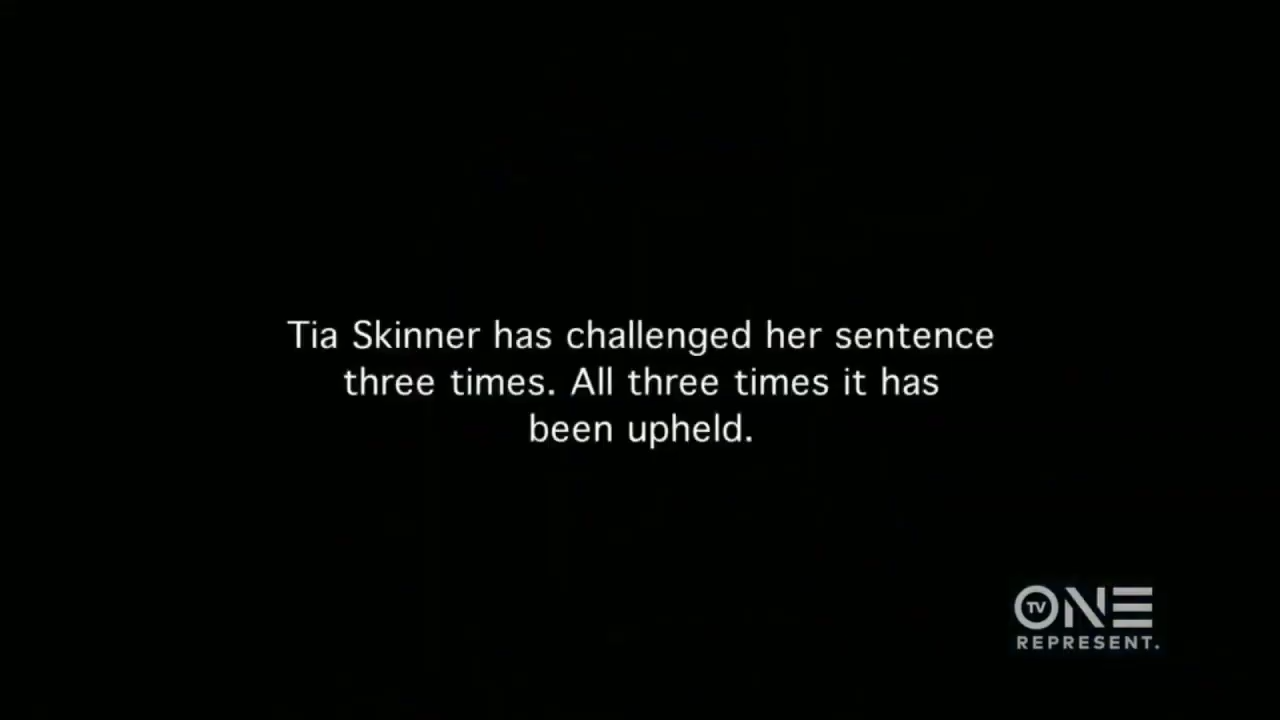 Tia Skinner has challenged her sentence
three times. All three times it has
been upheld.
TV ONE
REPRESENT.